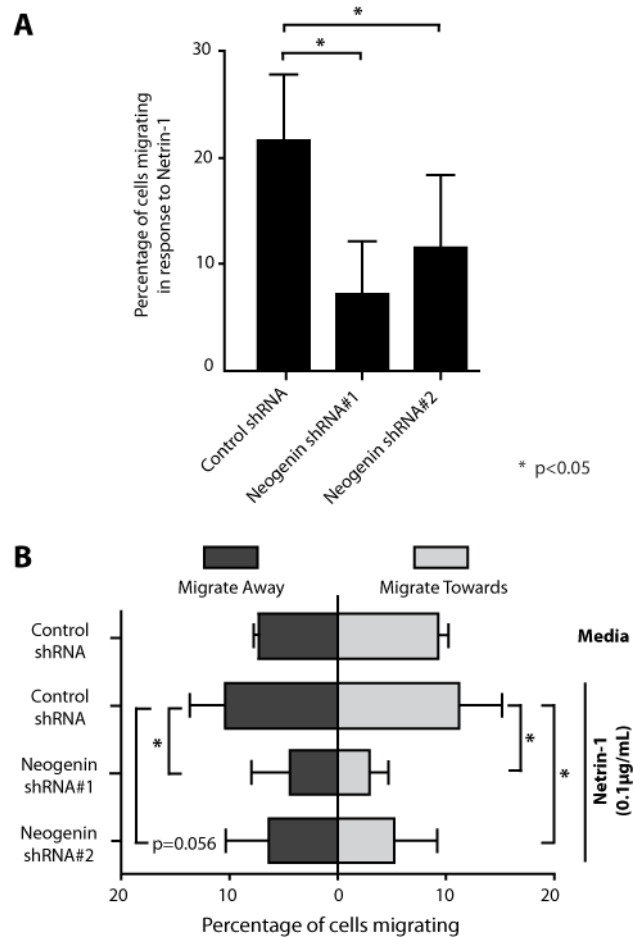 A
*
*
Percentage of cells migrating
in response to Netrin-1
30
20
10
0
Control shRNA
Neogenin shRNA#1
Neogenin shRNA#2
* p<0.05
B
Migrate Away
Migrate Towards
Control
shRNA
Media
Control
shRNA
*
*
*
Neogenin
shRNA#1
Neogenin
shRNA#2
p=0.056
Netrin-1
(0.1µg/mL)
20
10
0
10
20
Percentage of cells migrating